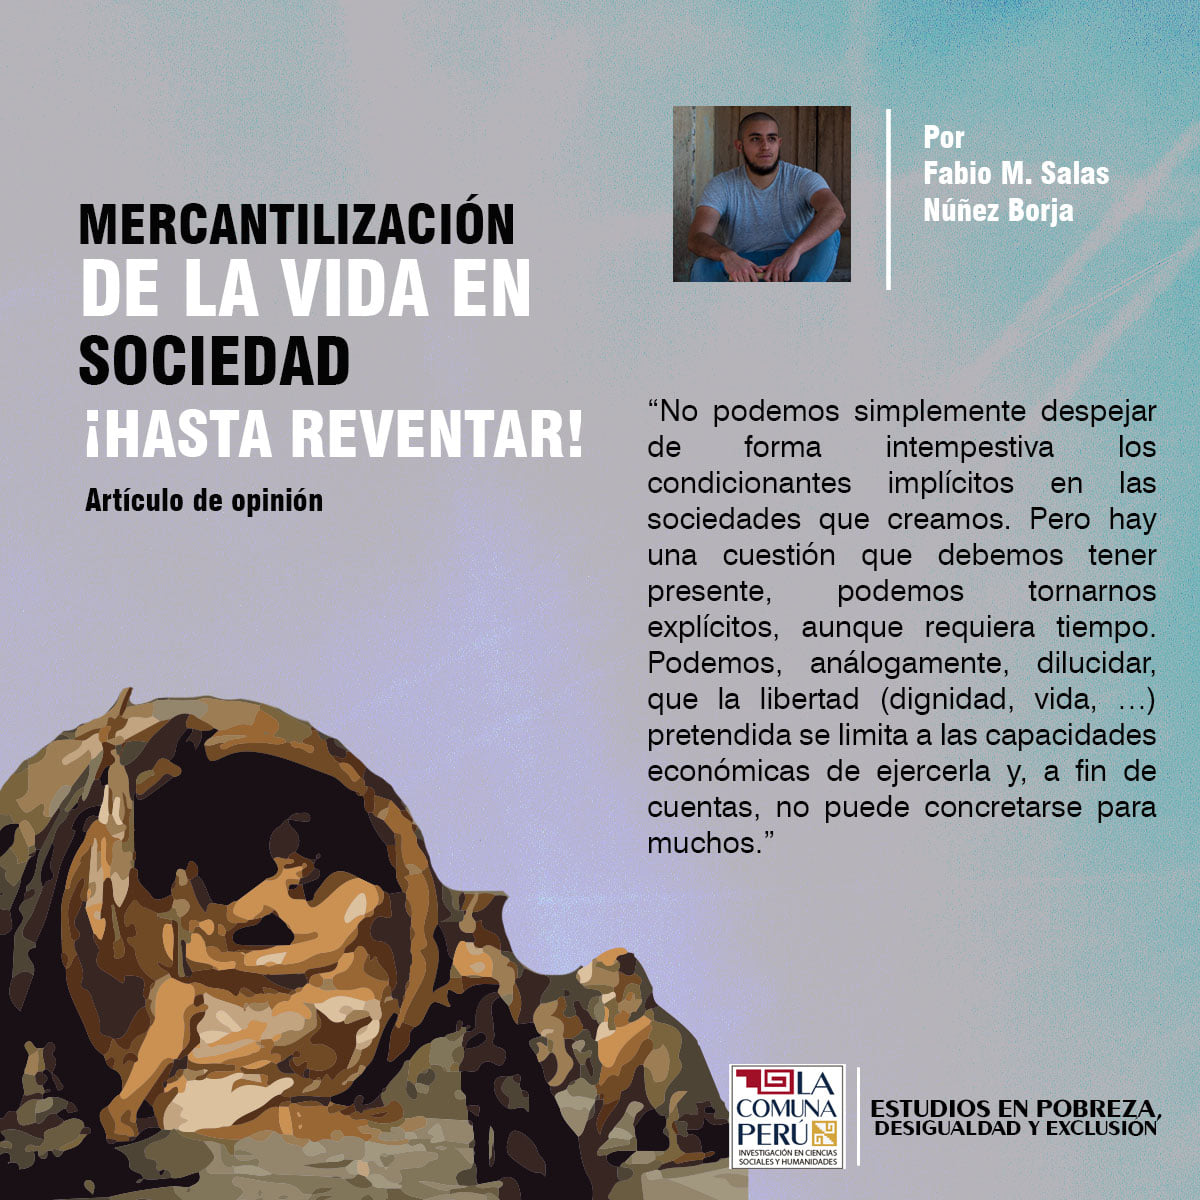 MERCANTILIZACIÓN
DE LA VIDA EN
SOCIEDAD
¡HASTA REVENTAR!
Artículo de opinión
Por
Fabio M. Salas
Núñez Borja
“No podemos simplemente despejar
de forma intempestiva los
condicionantes implícitos en las
sociedades que creamos. Pero hay
una cuestión que debemos tener
presente, podemos tornarnos
explícitos, aunque requiera tiempo.
Podemos, análogamente, dilucidar,
que la libertad (dignidad, vida, …)
pretendida se limita a las capacidades
económicas de ejercerla y, a fin de
cuentas, no puede concretarse para
muchos.”
LA
COMUNA
PERÚ
INVESTIGACIÓN EN CIENCIAS
SOCIALES Y HUMANIDADES
ESTUDIOS EN POBREZA,
DESIGUALDAD Y EXCLUSIÓN